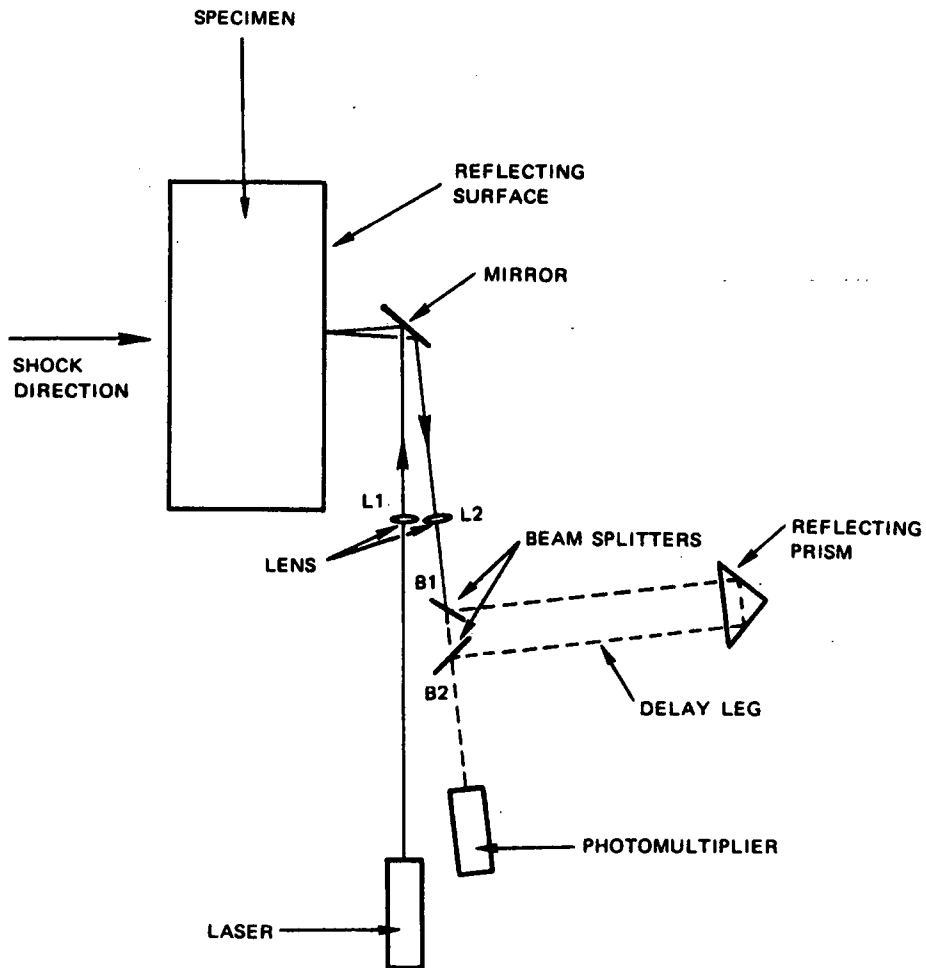 SPECIMEN
REFLECTING
SURFACE
MIRROR
SHOCK
DIRECTION
L1
L2
LENS
BEAM SPLITTERS
REFLECTING
PRISM
B1
B2
DELAY LEG
PHOTOMULTIPLIER
LASER